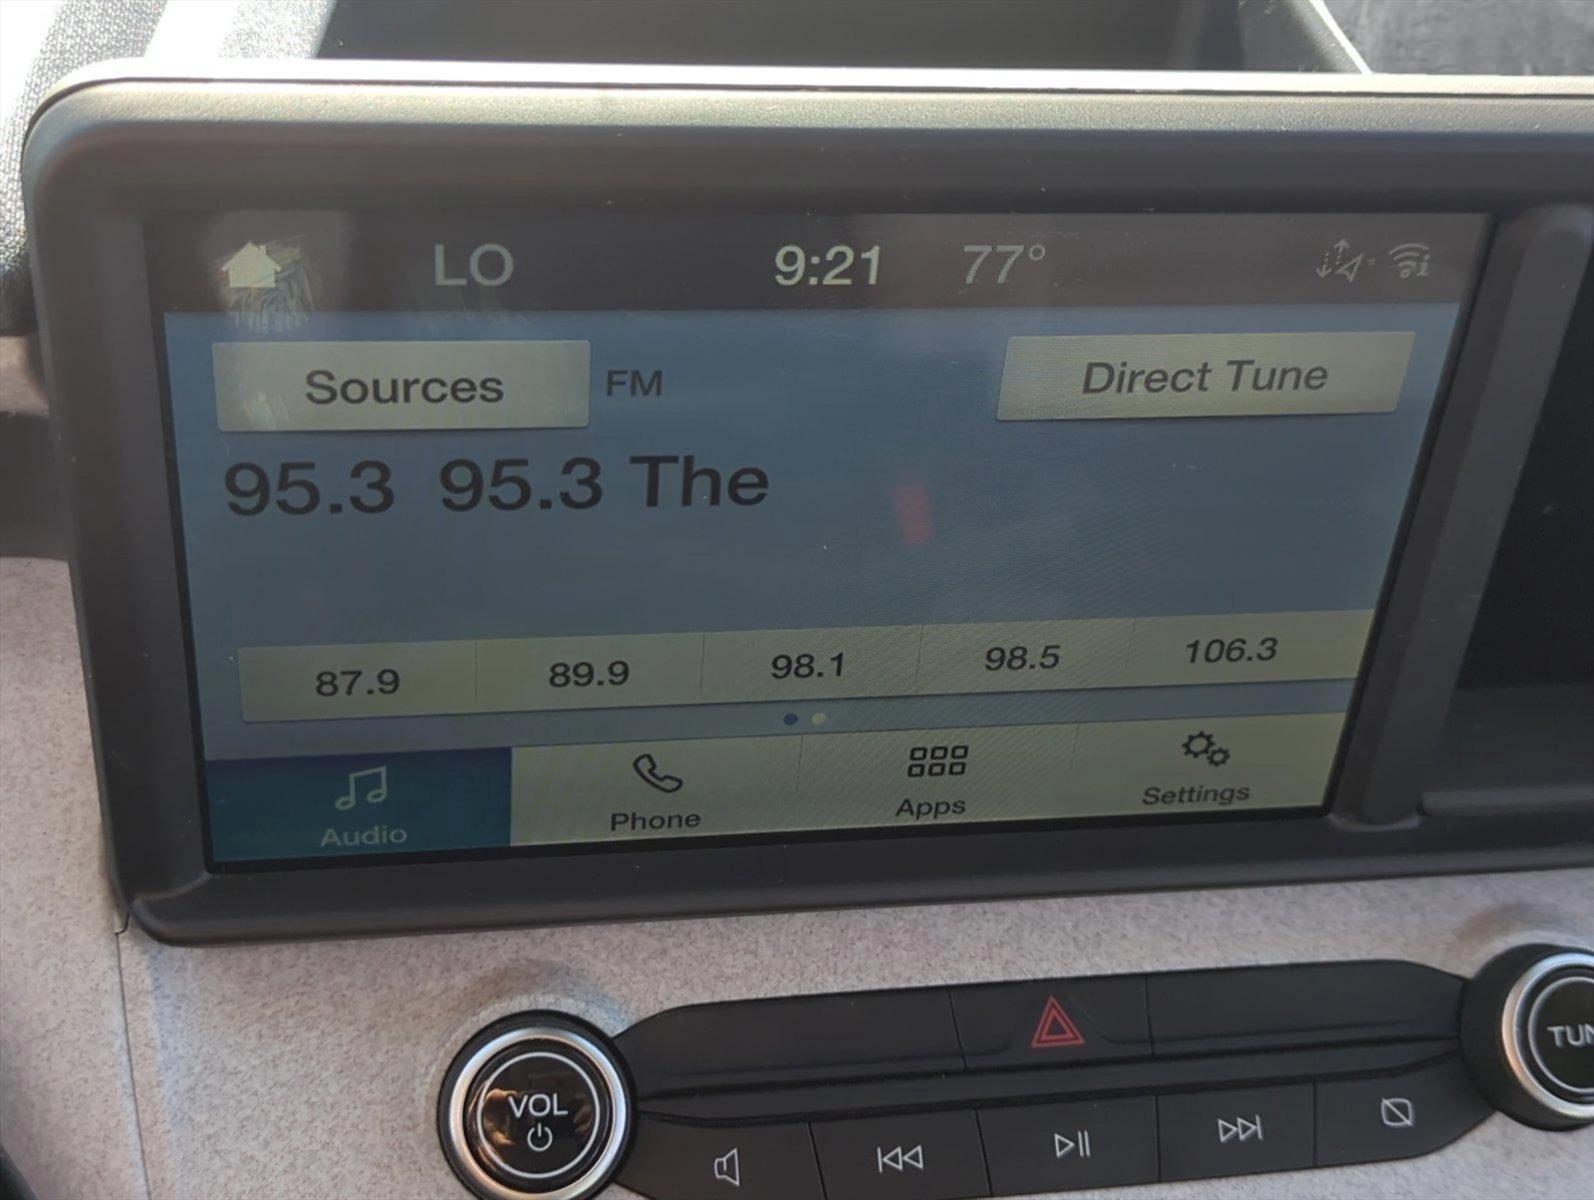 LO 9:21 77°
Sources FM Direct Tune
95.3 95.3 The
87.9 89.9 98.1 98.5 106.3
Audio Phone Apps Settings
VOL
TUN